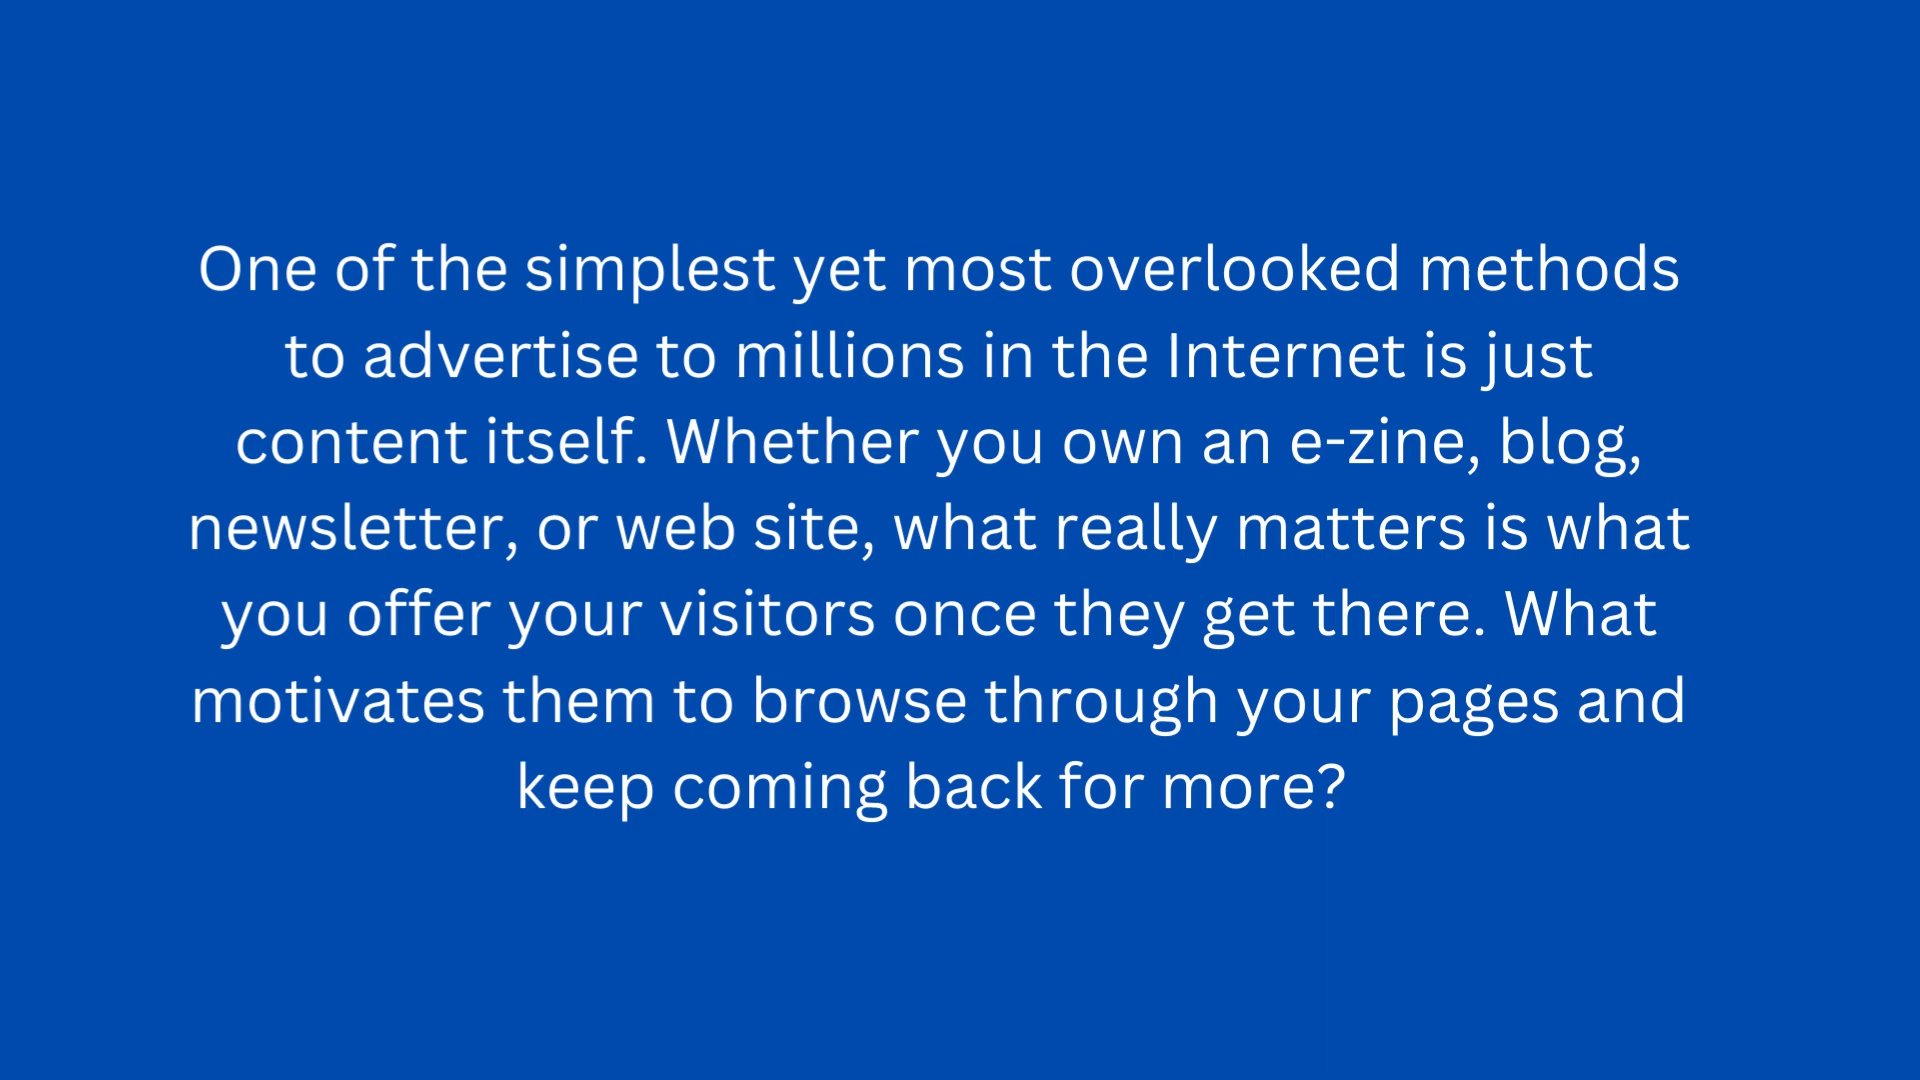 One of the simplest yet most overlooked methods
to advertise to millions in the Internet is just
content itself. Whether you own an e-zine, blog,
newsletter, or web site, what really matters is what
you offer your visitors once they get there. What
motivates them to browse through your pages and
keep coming back for more?